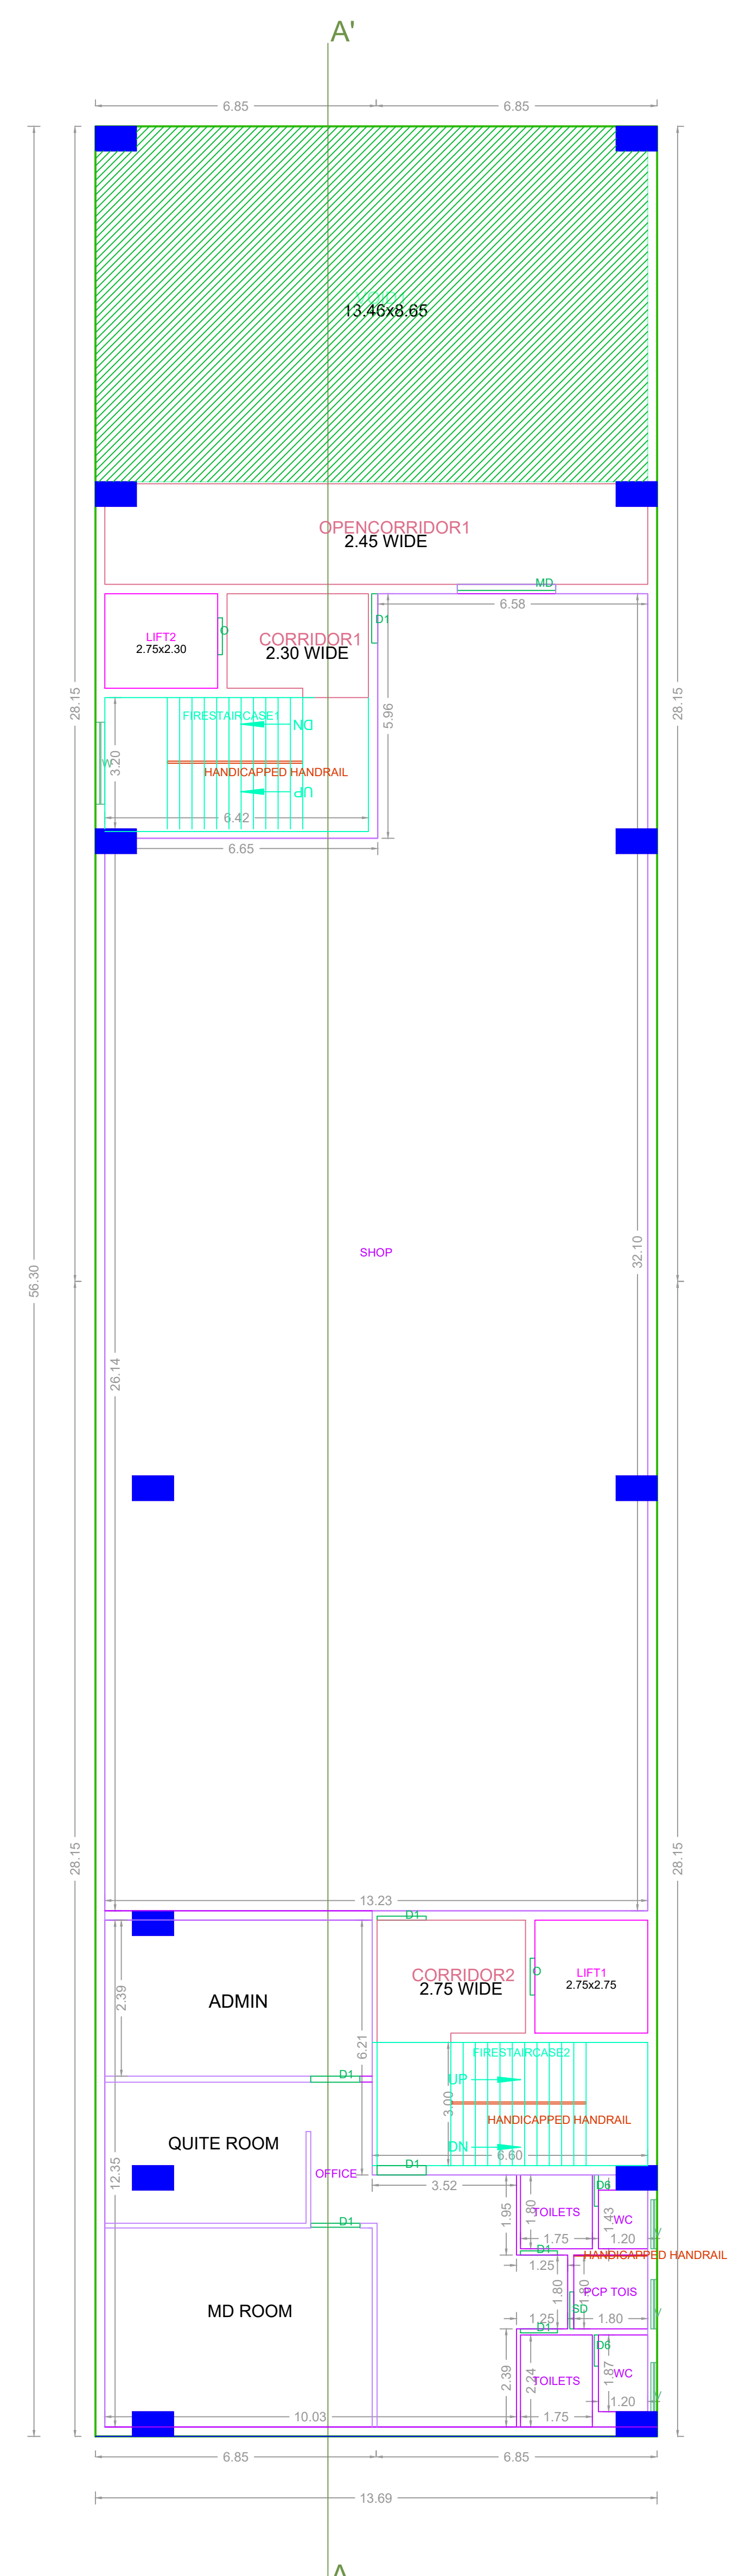 A'
6.85
6.85
13.46x8.65
OPENCORRIDOR1
2.45 WIDE
MD
6.58
LIFT2
2.75x2.30
O
CORRIDOR1
2.30 WIDE
D1
28.15
28.15
5.96
FIRESTAIRCASE1
DN
W
3.20
HANDICAPPED HANDRAIL
UP
6.42
6.65
SHOP
56.30
32.10
26.14
28.15
28.15
13.23
D1
CORRIDOR2
2.75 WIDE
O
LIFT1
2.75x2.75
ADMIN
2.39
6.21
FIRESTAIRCASE2
D1
UP
3.00
HANDICAPPED HANDRAIL
DN
6.60
QUITE ROOM
OFFICE
12.35
D1
3.52
D6
1.95
1.80
TOILETS
1.43
WC
V
1.75
1.20
D1
D1
HANDICAPPED HANDRAIL
1.25
1.80
1.80
PCP TOIS
MD ROOM
SD
V
1.25
1.80
D1
D6
2.39
2.24
TOILETS
1.87
WC
V
1.20
10.03
1.75
6.85
6.85
13.69
A